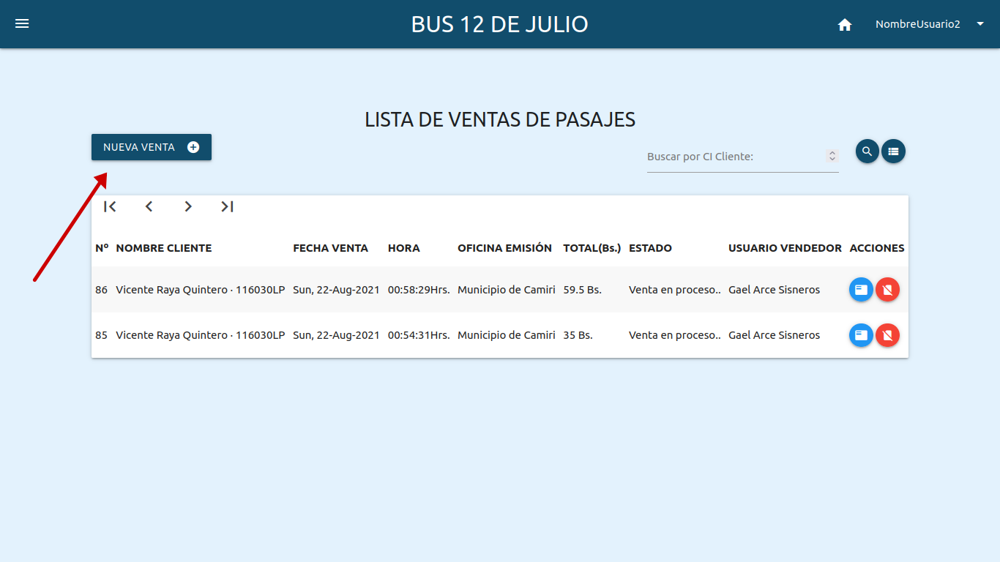 BUS 12 DE JULIO
NombreUsuario2
LISTA DE VENTAS DE PASAJES
NUEVA VENTA
Buscar por CI Cliente:
Nº NOMBRE CLIENTE FECHA VENTA HORA OFICINA EMISIÓN TOTAL(Bs.) ESTADO USUARIO VENDEDOR ACCIONES
86 Vicente Raya Quintero · 116030LP Sun, 22-Aug-2021 00:58:29Hrs. Municipio de Camiri 59.5 Bs. Venta en proceso.. Gael Arce Sisneros
85 Vicente Raya Quintero · 116030LP Sun, 22-Aug-2021 00:54:31Hrs. Municipio de Camiri 35 Bs. Venta en proceso.. Gael Arce Sisneros